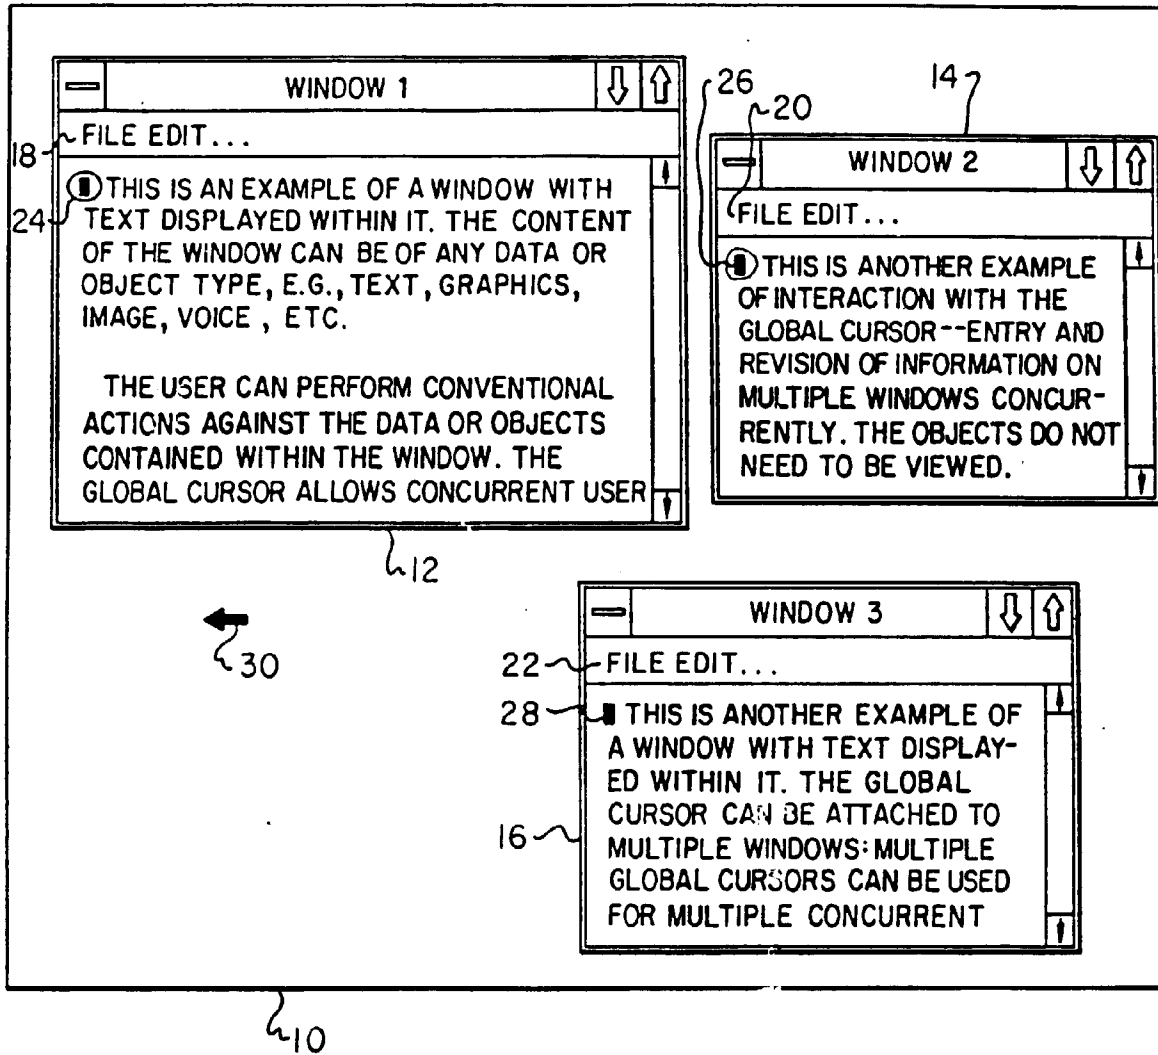 WINDOW 1
18 FILE EDIT...
24 THIS IS AN EXAMPLE OF A WINDOW WITH
TEXT DISPLAYED WITHIN IT. THE CONTENT
OF THE WINDOW CAN BE OF ANY DATA OR
OBJECT TYPE, E.G., TEXT, GRAPHICS,
IMAGE, VOICE , ETC.
THE USER CAN PERFORM CONVENTIONAL
ACTIONS AGAINST THE DATA OR OBJECTS
CONTAINED WITHIN THE WINDOW. THE
GLOBAL CURSOR ALLOWS CONCURRENT USER
12
26
20
14
WINDOW 2
FILE EDIT...
THIS IS ANOTHER EXAMPLE
OF INTERACTION WITH THE
GLOBAL CURSOR--ENTRY AND
REVISION OF INFORMATION ON
MULTIPLE WINDOWS CONCUR-
RENTLY. THE OBJECTS DO NOT
NEED TO BE VIEWED.
30
WINDOW 3
22 FILE EDIT...
28 THIS IS ANOTHER EXAMPLE OF
A WINDOW WITH TEXT DISPLAY-
ED WITHIN IT. THE GLOBAL
CURSOR CAN BE ATTACHED TO
16 MULTIPLE WINDOWS: MULTIPLE
GLOBAL CURSORS CAN BE USED
FOR MULTIPLE CONCURRENT
10